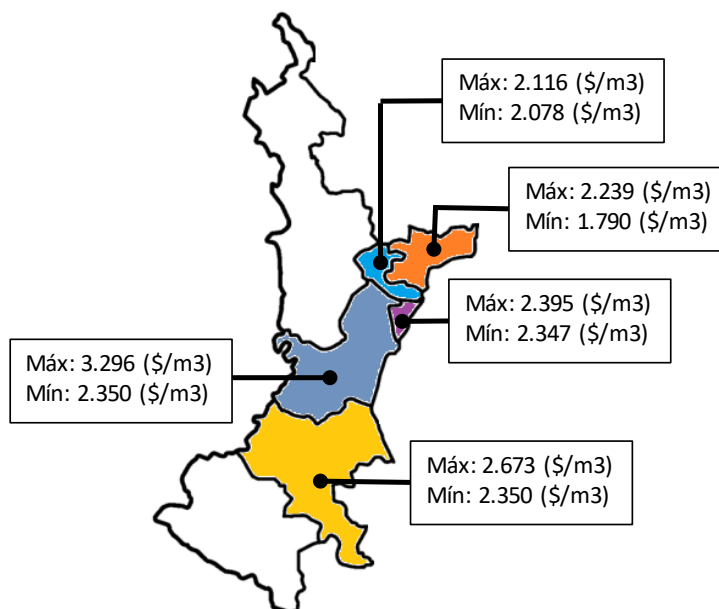 Máx: 2.116 ($/m3)
Mín: 2.078 ($/m3)
Máx: 2.239 ($/m3)
Mín: 1.790 ($/m3)
Máx: 2.395 ($/m3)
Mín: 2.347 ($/m3)
Máx: 3.296 ($/m3)
Mín: 2.350 ($/m3)
Máx: 2.673 ($/m3)
Mín: 2.350 ($/m3)